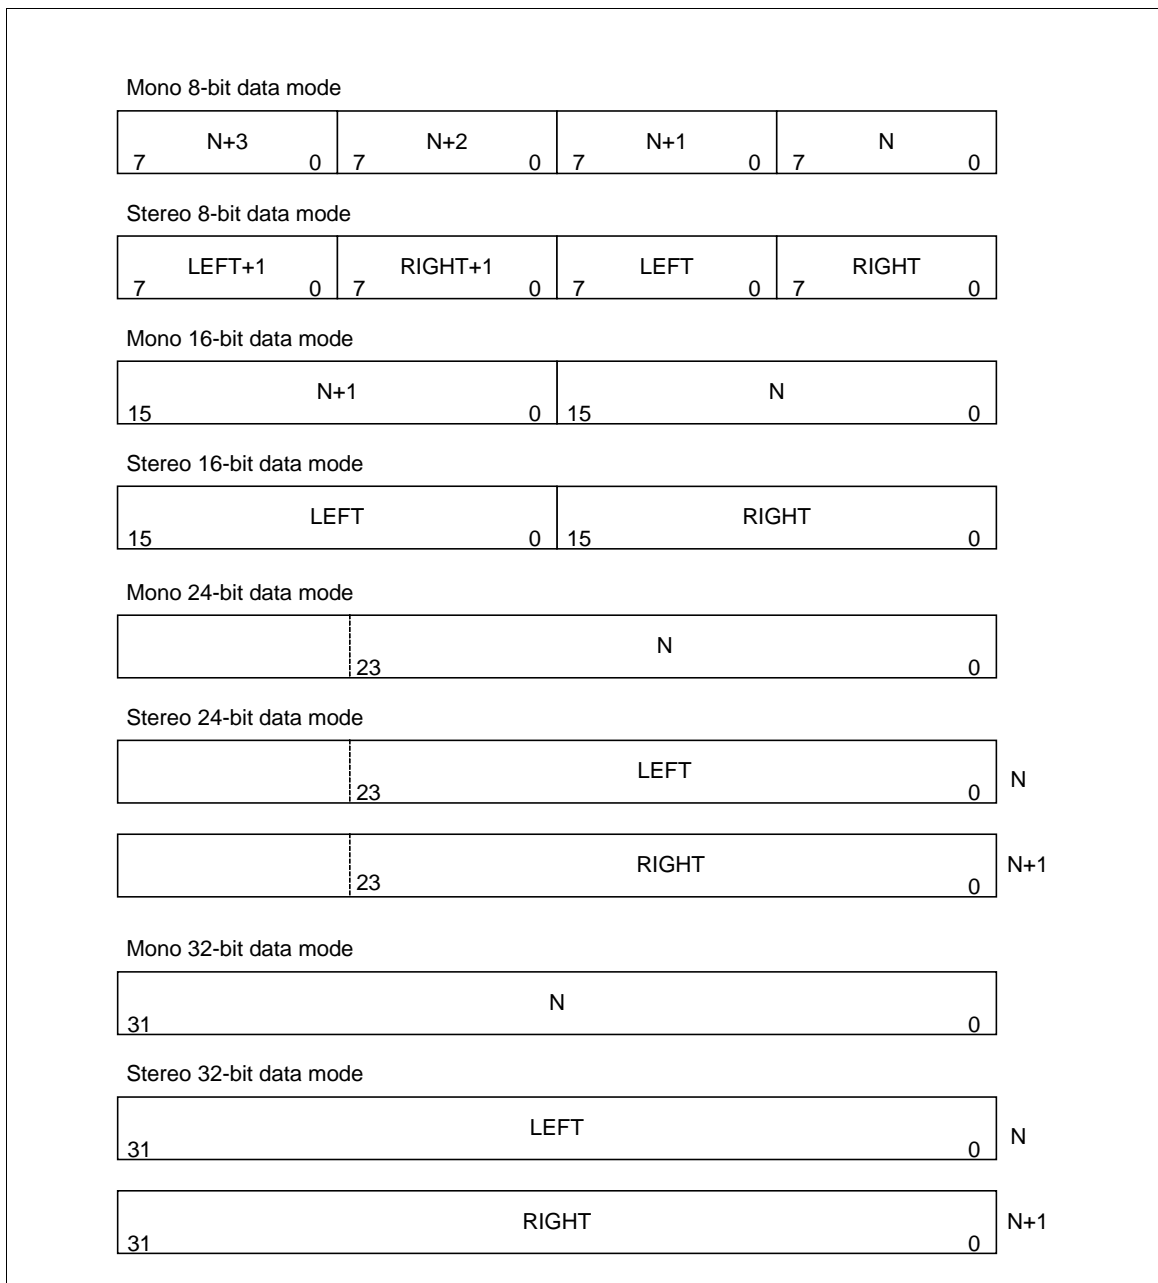 Mono 8-bit data mode
N+3 N+2 N+1 N
7 0 7 0 7 0 7 0
Stereo 8-bit data mode
LEFT+1 RIGHT+1 LEFT RIGHT
7 0 7 0 7 0 7 0
Mono 16-bit data mode
N+1 N
15 0 15 0
Stereo 16-bit data mode
LEFT RIGHT
15 0 15 0
Mono 24-bit data mode
N
23 0
Stereo 24-bit data mode
LEFT N
23 0
RIGHT N+1
23 0
Mono 32-bit data mode
N
31 0
Stereo 32-bit data mode
LEFT N
31 0
RIGHT N+1
31 0